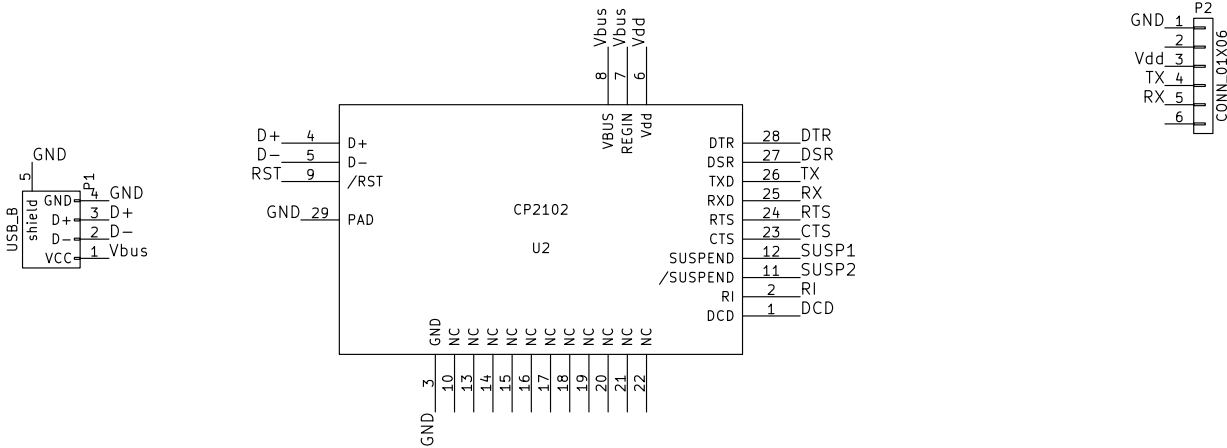 GND
5
P1
USB_B
shield
GND 4 GND
D+ 3 D+
D- 2 D-
VCC 1 Vbus
Vbus Vbus Vdd
8 7 6
VBUS REGIN Vdd
D+ 4 D+
D- 5 D-
RST 9 /RST
GND 29 PAD
CP2102
U2
DTR 28 DTR
DSR 27 DSR
TXD 26 TX
RXD 25 RX
RTS 24 RTS
CTS 23 CTS
SUSPEND 12 SUSP1
/SUSPEND 11 SUSP2
RI 2 RI
DCD 1 DCD
GND NC NC NC NC NC NC NC NC NC NC NC
3 10 13 14 15 16 17 18 19 20 21 22
GND
P2
GND 1
2
Vdd 3
TX 4
RX 5
6
CONN_01X06